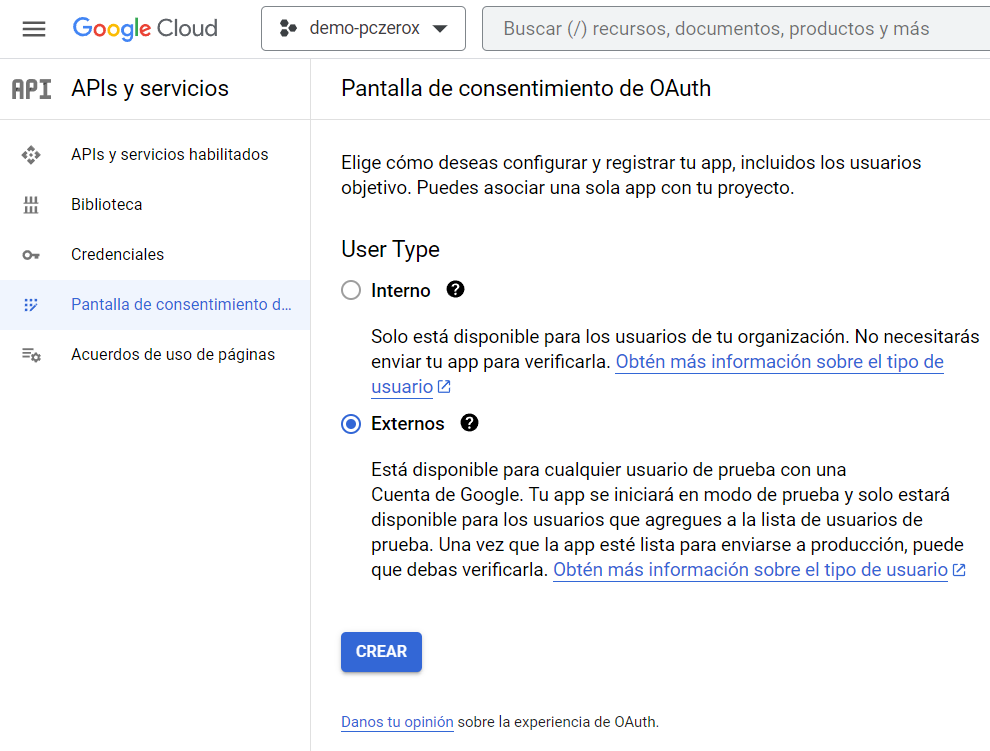 Google Cloud
demo-pczerox
Buscar (/) recursos, documentos, productos y más
API
APIs y servicios
Pantalla de consentimiento de OAuth
APIs y servicios habilitados
Biblioteca
Credenciales
Pantalla de consentimiento d...
Acuerdos de uso de páginas
Elige cómo deseas configurar y registrar tu app, incluidos los usuarios
objetivo. Puedes asociar una sola app con tu proyecto.
User Type
Interno
Solo está disponible para los usuarios de tu organización. No necesitarás
enviar tu app para verificarla. Obtén más información sobre el tipo de
usuario
Externos
Está disponible para cualquier usuario de prueba con una
Cuenta de Google. Tu app se iniciará en modo de prueba y solo estará
disponible para los usuarios que agregues a la lista de usuarios de
prueba. Una vez que la app esté lista para enviarse a producción, puede
que debas verificarla. Obtén más información sobre el tipo de usuario
CREAR
Danos tu opinión sobre la experiencia de OAuth.